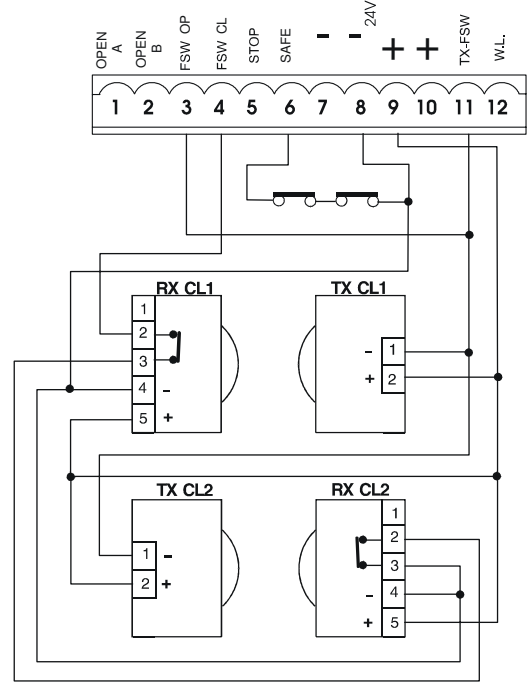 OPEN A
OPEN B
FSW OP
FSW CL
STOP
SAFE
-
-
24V
+
+
TX-FSW
W.L.
1 2 3 4 5 6 7 8 9 10 11 12
RX CL1
1
2
3
4 -
5 +
TX CL1
- 1
+ 2
TX CL2
1 -
2 +
RX CL2
1
2
3
- 4
+ 5